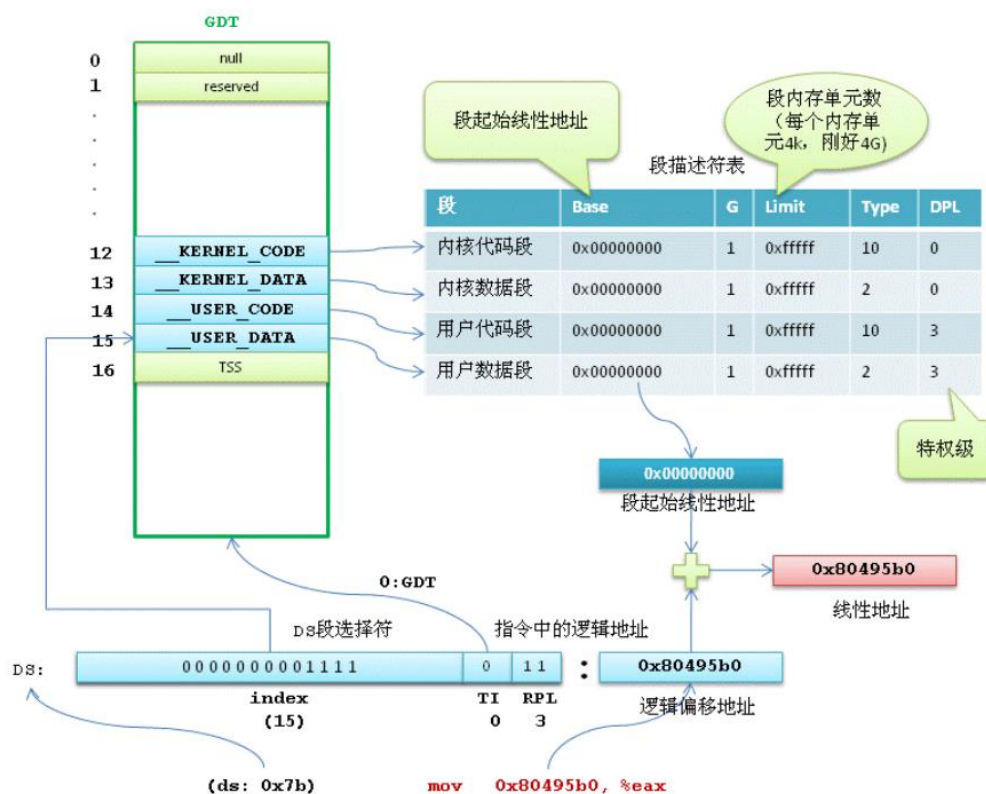 GDT
0 null
1 reserved
.
.
.
.
.
12 __KERNEL_CODE
13 __KERNEL_DATA
14 __USER_CODE
15 __USER_DATA
16 TSS
段起始线性地址
段内存单元数
（每个内存单
元4k，刚好4G)
段描述符表
段 Base G Limit Type DPL
内核代码段 0x00000000 1 0xfffff 10 0
内核数据段 0x00000000 1 0xfffff 2 0
用户代码段 0x00000000 1 0xfffff 10 3
用户数据段 0x00000000 1 0xfffff 2 3
特权级
0x00000000
段起始线性地址
0x80495b0
线性地址
0:GDT
DS段选择符
指令中的逻辑地址
DS: 0000000001111 0 11 : 0x80495b0
index TI RPL
(15) 0 3
逻辑偏移地址
(ds: 0x7b)
mov 0x80495b0, %eax